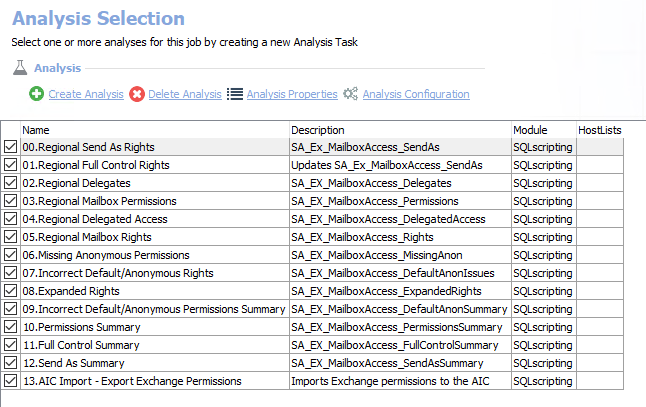 Analysis Selection
Select one or more analyses for this job by creating a new Analysis Task
Analysis
Create Analysis Delete Analysis Analysis Properties Analysis Configuration
Name Description Module HostLists
00.Regional Send As Rights SA_Ex_MailboxAccess_SendAs SQLscripting
01.Regional Full Control Rights Updates SA_Ex_MailboxAccess_SendAs SQLscripting
02.Regional Delegates SA_EX_MailboxAccess_Delegates SQLscripting
03.Regional Mailbox Permissions SA_EX_MailboxAccess_Permissions SQLscripting
04.Regional Delegated Access SA_EX_MailboxAccess_DelegatedAccess SQLscripting
05.Regional Mailbox Rights SA_EX_MailboxAccess_Rights SQLscripting
06.Missing Anonymous Permissions SA_EX_MailboxAccess_MissingAnon SQLscripting
07.Incorrect Default/Anonymous Rights SA_EX_MailboxAccess_DefaultAnonIssues SQLscripting
08.Expanded Rights SA_EX_MailboxAccess_ExpandedRights SQLscripting
09.Incorrect Default/Anonymous Permissions Summary SA_EX_MailboxAccess_DefaultAnonSummary SQLscripting
10.Permissions Summary SA_EX_MailboxAccess_PermissionsSummary SQLscripting
11.Full Control Summary SA_EX_MailboxAccess_FullControlSummary SQLscripting
12.Send As Summary SA_EX_MailboxAccess_SendAsSummary SQLscripting
13.AIC Import - Export Exchange Permissions Imports Exchange permissions to the AIC SQLscripting